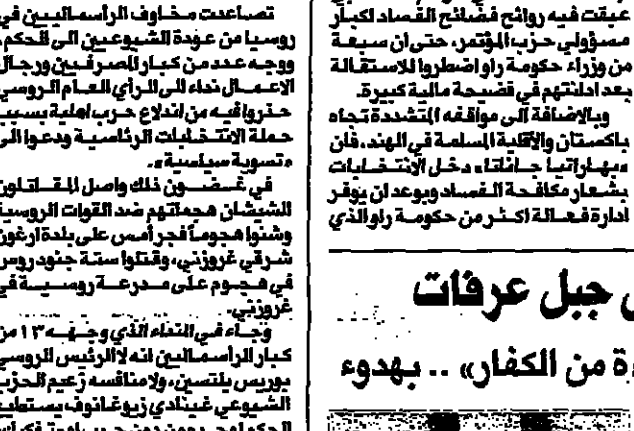 عبقت فيه روائح فضائح الفساد لكبار
مسؤولي حزب المؤتمر، حتى ان سبعة
من وزراء حكومة راو اضطروا للاستقالة
بعد ادانتهم في قضيحة مالية كبيرة.
وبالاضافة الى مواقفه المتشددة تجاه
باكستان والاقلية المسلمة في الهند، فان
«بهاراتيا جاناتا» دخل الانتخابات
بشعار مكافحة الفساد ويوعد ان يوفر
ادارة فعالة اكثر من حكومة راو الذي
تصاعدت مخاوف الرأسماليين في
روسيا من عودة الشيوعيين الى الحكم،
ووجه عدد من كبار المصرفيين ورجال
الاعمال نداء الى الرأي العام الروسي
حذروا فيه من اندلاع حرب اهلية بسبب
حملة الانتخابات الرئاسية ودعوا الى
«تسوية سياسية».
في غضون ذلك واصل المقاتلون
الشيشان هجماتهم ضد القوات الروسية
وشنوا هجوماً فجر أمس على بلدة ارغون
شرقي غروزني، وقتلوا ستة جنود روس
في هجوم على مدرعة روسية في
غروزني.
وجاء في النداء الذي وجهه ١٣ من
كبار الرأسماليين انه لا الرئيس الروسي
بوريس يلتسين، ولا منافسه زعيم الحزب
الشيوعي غينادي زيوغانوف يستطيع
جبل عرفات
من الكفار» .. بهدوء